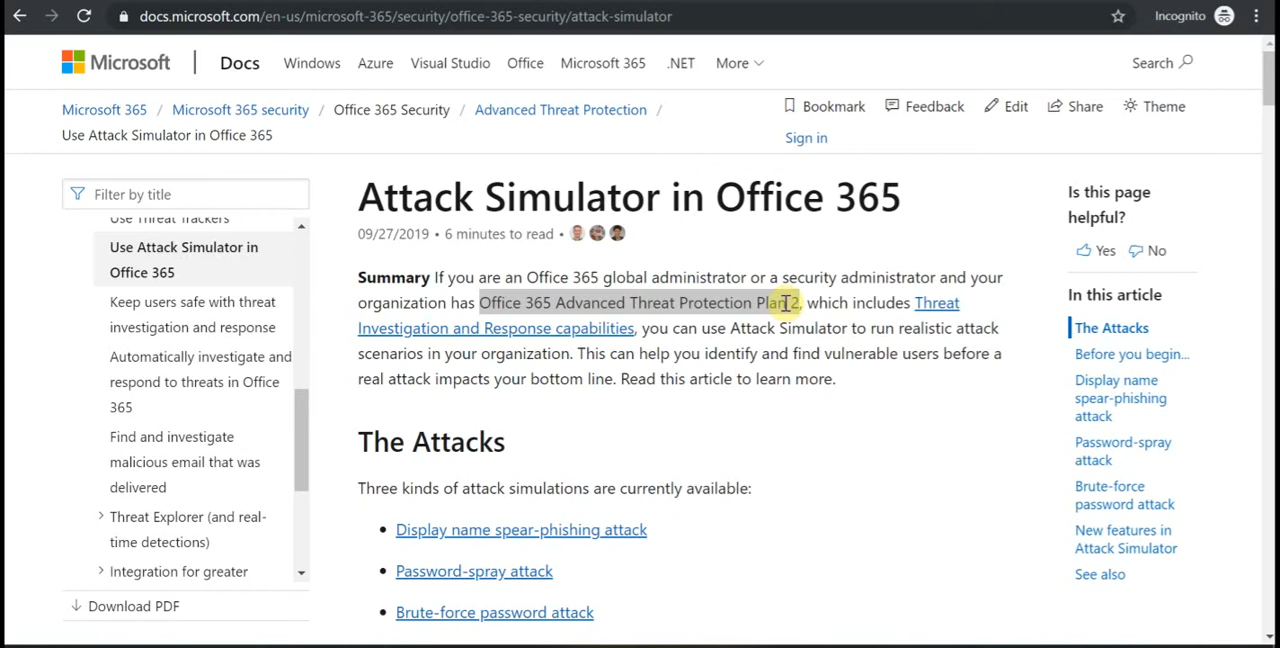 docs.microsoft.com/en-us/microsoft-365/security/office-365-security/attack-simulator
Incognito
Microsoft
Docs
Windows
Azure
Visual Studio
Office
Microsoft 365
.NET
More
Search
Microsoft 365 / Microsoft 365 security / Office 365 Security / Advanced Threat Protection /
Use Attack Simulator in Office 365
Bookmark
Feedback
Edit
Share
Theme
Sign in
Filter by title
Use Threat Trackers
Use Attack Simulator in
Office 365
Keep users safe with threat
training
Automatically investigate and
respond to threats in Office
365
Find and investigate
malicious email that was
delivered
Threat Explorer (and real-
time detections)
Integration for greater
Download PDF
Attack Simulator in Office 365
09/27/2019 • 6 minutes to read •
Summary If you are an Office 365 global administrator or a security administrator and your
organization has Office 365 Advanced Threat Protection Plan 2, which includes Threat
Investigation and Response capabilities, you can use Attack Simulator to run realistic attack
scenarios in your organization. This can help you identify and find vulnerable users before a
real attack impacts your bottom line. Read this article to learn more.
The Attacks
Three kinds of attack simulations are currently available:
• Display name spear-phishing attack
• Password-spray attack
• Brute-force password attack
Is this page
helpful?
Yes
No
In this article
The Attacks
Before you begin...
Display name
spear-phishing
attack
Password-spray
attack
Brute-force
password attack
New features in
Attack Simulator
See also